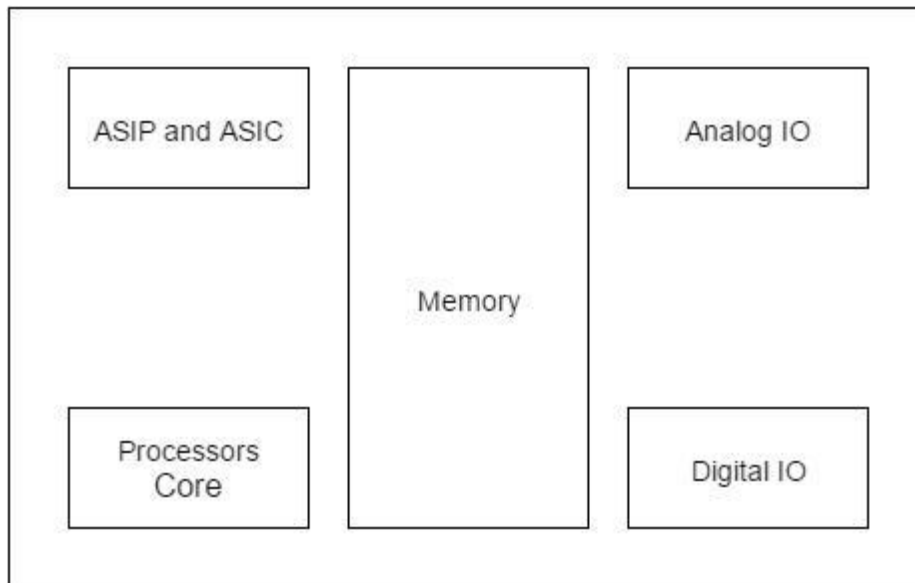 ASIP and ASIC
Analog IO
Memory
Processors
Core
Digital IO